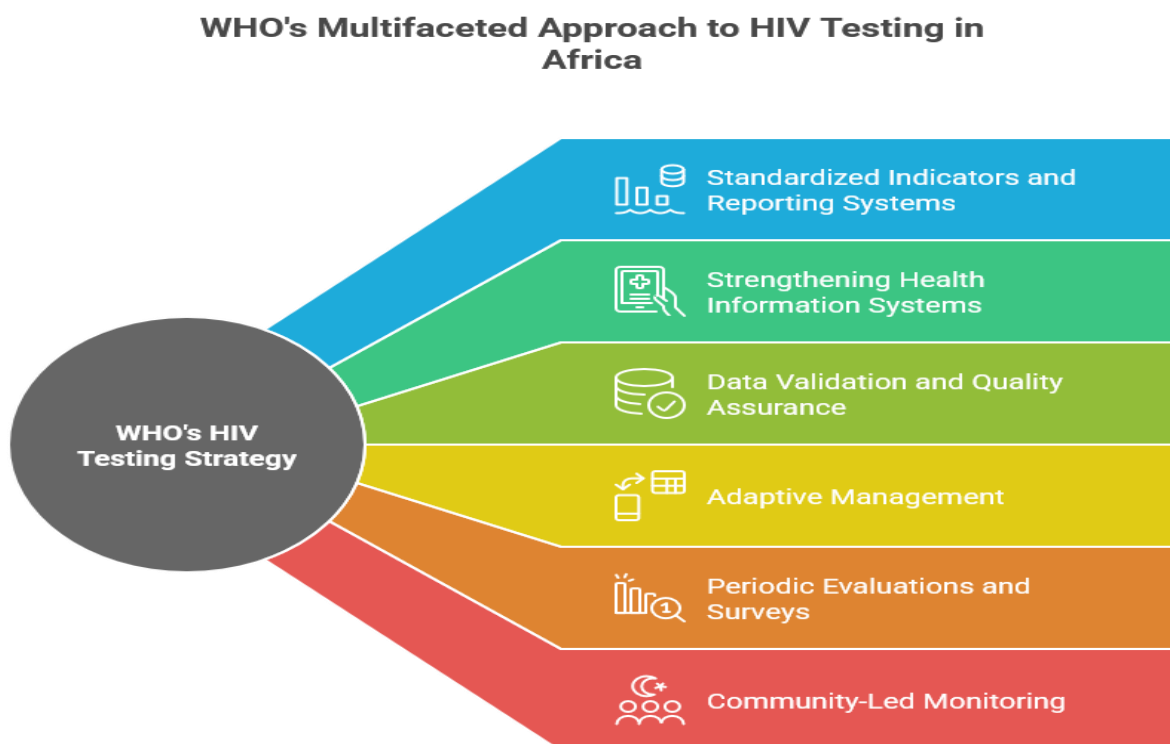 WHO's Multifaceted Approach to HIV Testing in
Africa
Standardized Indicators and
Reporting Systems
Strengthening Health
Information Systems
Data Validation and Quality
Assurance
WHO's HIV
Testing Strategy
Adaptive Management
1
Periodic Evaluations and
Surveys
Community-Led Monitoring